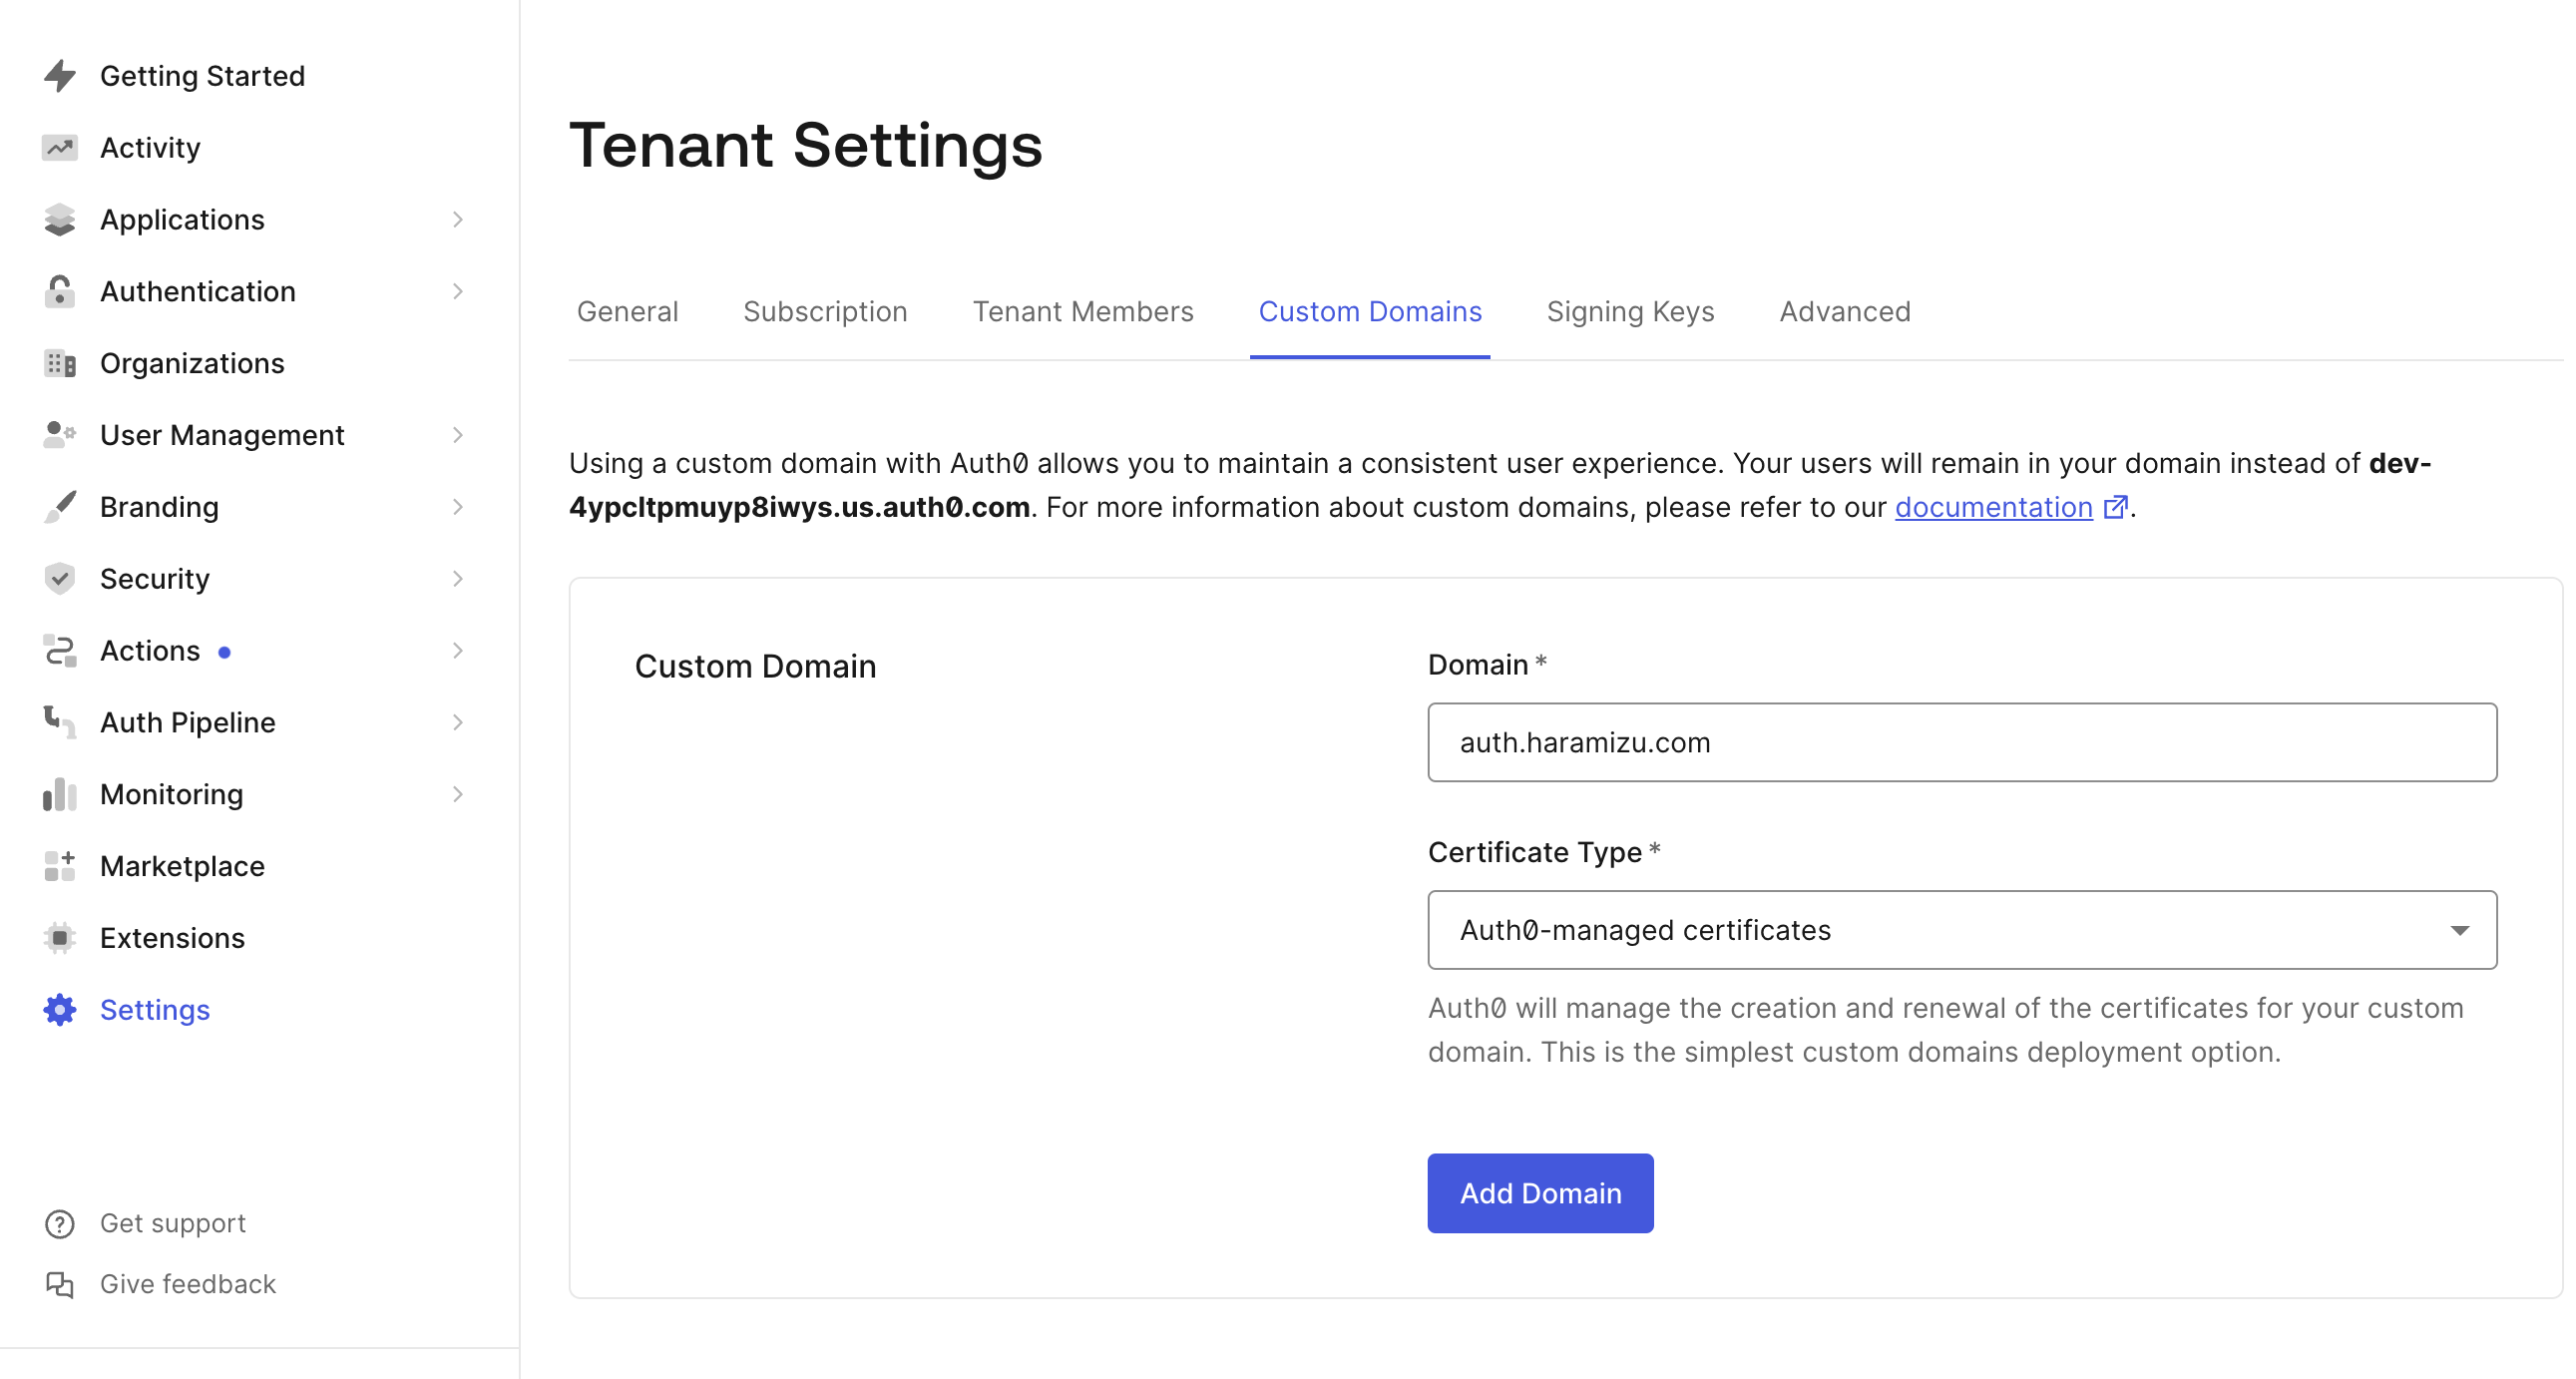 Getting Started
Activity
Applications
Authentication
Organizations
User Management
Branding
Security
Actions
Auth Pipeline
Monitoring
Marketplace
Extensions
Settings
Get support
Give feedback
Tenant Settings
General Subscription Tenant Members Custom Domains Signing Keys Advanced
Using a custom domain with Auth0 allows you to maintain a consistent user experience. Your users will remain in your domain instead of dev-
4ypcltpmuyp8iwys.us.auth0.com. For more information about custom domains, please refer to our documentation.
Custom Domain
Domain *
auth.haramizu.com
Certificate Type *
Auth0-managed certificates
Auth0 will manage the creation and renewal of the certificates for your custom
domain. This is the simplest custom domains deployment option.
Add Domain